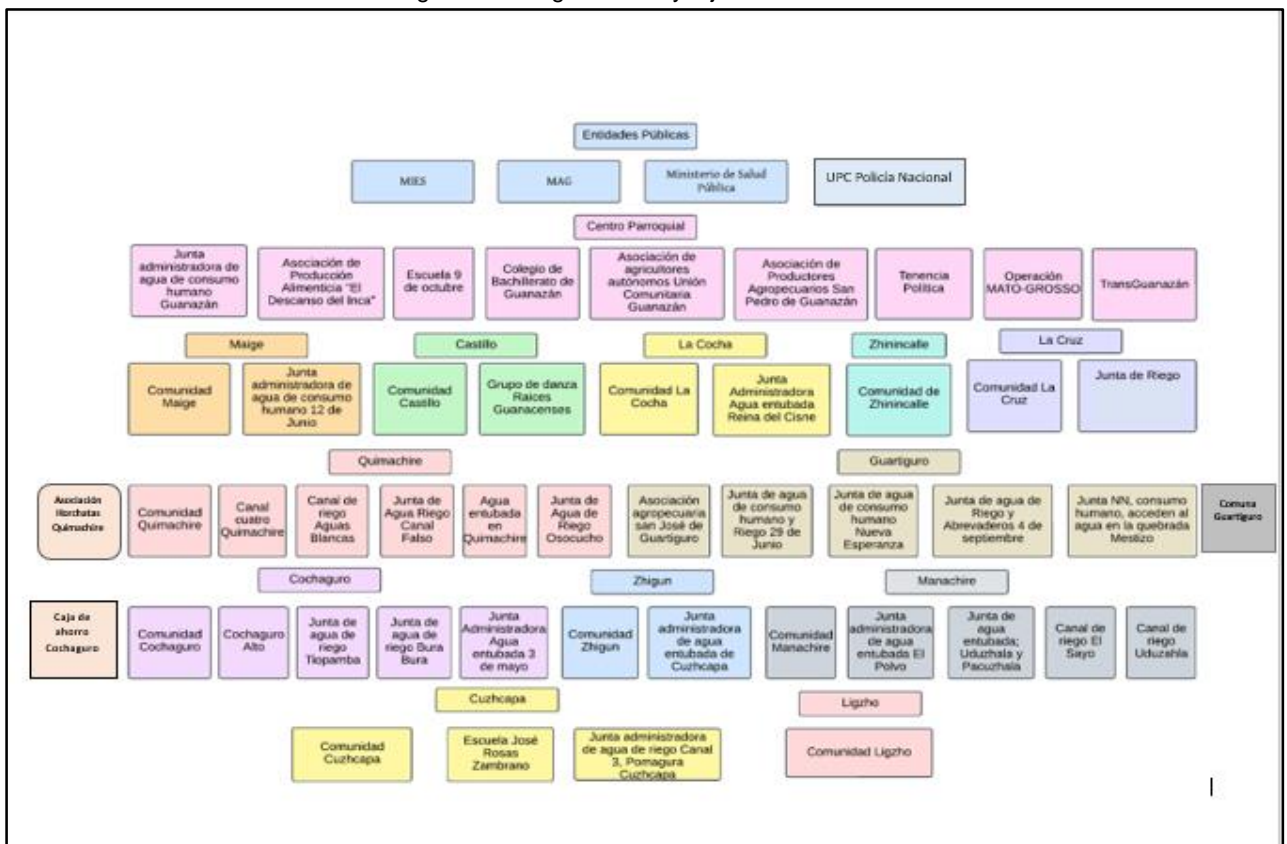 Entidades Públicas
MIES
MAG
Ministerio de Salud
Pública
UPC Policía Nacional
Centro Parroquial
Junta
administradora de
agua de consumo
humano
Guanazán
Asociación de
Producción
Alimenticia "El
Descanso del Inca"
Escuela 9
de octubre
Colegio de
Bachillerato de
Guanazán
Asociación de
agricultores
autónomos Unión
Comunitaria
Guanazán
Asociación de
Productores
Agropecuarios San
Pedro de Guanazán
Tenencia
Política
Operación
MATO-GROSSO
TransGuanazán
Maige
Castillo
La Cocha
Zhinincalle
La Cruz
Comunidad
Maige
Junta
administradora de
agua de consumo
humano 12 de
Junio
Comunidad
Castillo
Grupo de danza
Raices
Guanacenses
Comunidad La
Cocha
Junta
Administradora
Agua entubada
Reina del Cisne
Comunidad de
Zhinincalle
Comunidad La
Cruz
Junta de Riego
Quimachire
Guartiguro
Asociación
Horchatas
Quimachire
Comunidad
Quimachire
Canal
cuatro
Quimachire
Canal de
riego
Aguas
Blancas
Junta de
Agua Riego
Canal
Falso
Agua
entubada
en
Quimachire
Junta de
Agua de
Riego
Osocucho
Asociación
agropecuaria
san José de
Guartiguro
Junta de agua
de consumo
humano y
Riego 29 de
Junio
Junta de agua
de consumo
humano
Nueva
Esperanza
Junta de agua de
Riego y
Abrevaderos 4 de
septiembre
Junta NN, consumo
humano, acceden al
agua en la quebrada
Mestizo
Comuna
Guartiguro
Cochaguro
Zhigun
Manachire
Caja de
ahorro
Cochaguro
Comunidad
Cochaguro
Cochaguro
Alto
Junta de
agua de
riego
Tiopamba
Junta de
agua de
riego Bura
Bura
Junta
Administradora
Agua
entubada 3
de mayo
Comunidad
Zhigun
Junta
administradora
de agua
entubada de
Cuzhcapa
Comunidad
Manachire
Junta
administradora
de agua
entubada El
Polvo
Junta de
agua
entubada;
Uduzhala y
Pacuzhala
Canal de
riego El
Sayo
Canal de
riego
Uduzahla
Cuzhcapa
Ligzho
Comunidad
Cuzhcapa
Escuela José
Rosas
Zambrano
Junta administradora
de agua de riego Canal
3, Pomagura
Cuzhcapa
Comunidad Ligzho